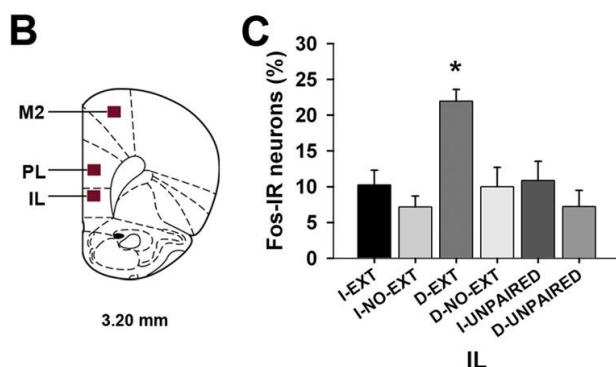 B
M2
PL
IL
3.20 mm
C
Fos-IR neurons (%)
30
25
20
15
10
5
0
*
I-EXT
I-NO-EXT
D-EXT
D-NO-EXT
I-UNPAIRED
D-UNPAIRED
IL